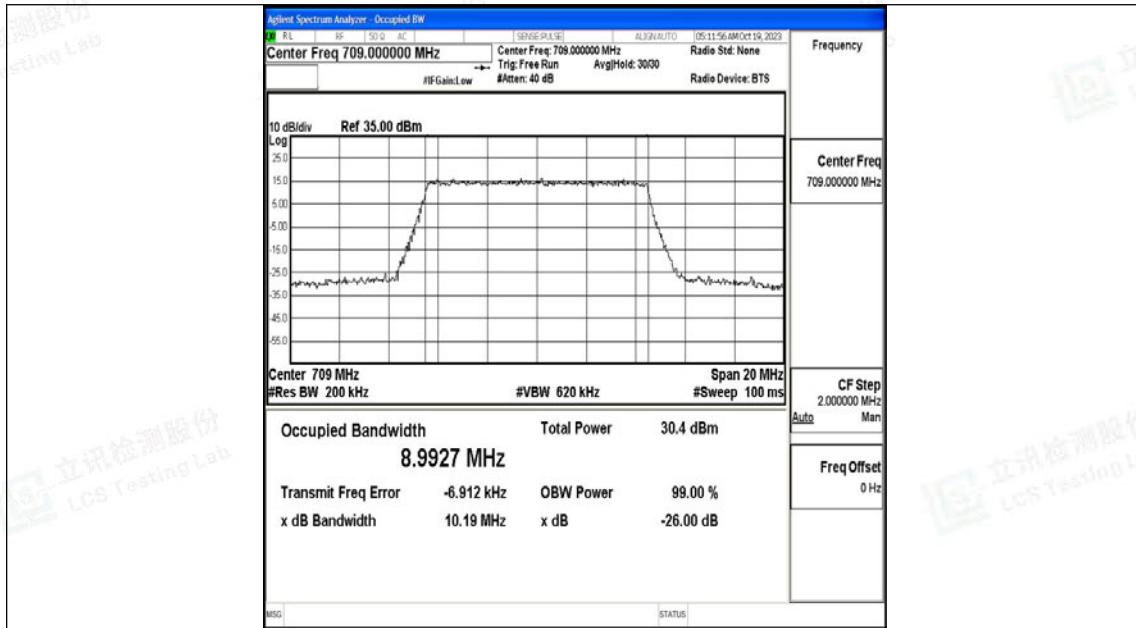 Agilent Spectrum Analyzer - Occupied BW
RL RF 50 Ω AC SENSE:PULSE ALIGNAUTO 05:11:56 AM Oct 19, 2023
Center Freq 709.000000 MHz
Center Freq: 709.000000 MHz
Radio Std: None
Trig: Free Run Avg|Hold: 30/30
#IFGain:Low #Atten: 40 dB Radio Device: BTS
Frequency
10 dB/div Ref 35.00 dBm
Log
25.0
15.0
5.00
-5.00
-15.0
-25.0
-35.0
-45.0
-55.0
Center 709 MHz Span 20 MHz
#Res BW 200 kHz #VBW 620 kHz #Sweep 100 ms
Occupied Bandwidth Total Power 30.4 dBm
8.9927 MHz
Transmit Freq Error -6.912 kHz OBW Power 99.00 %
x dB Bandwidth 10.19 MHz x dB -26.00 dB
Center Freq
709.000000 MHz
CF Step
2.000000 MHz
Auto Man
Freq Offset
0 Hz
MSG STATUS
立讯检测股份
LCS Testing Lab